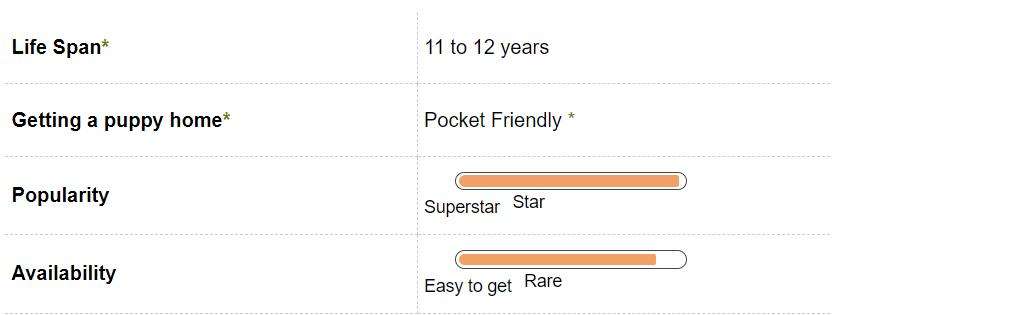 Life Span* 11 to 12 years
Getting a puppy home* Pocket Friendly *
Popularity
Superstar Star
Availability
Easy to get Rare